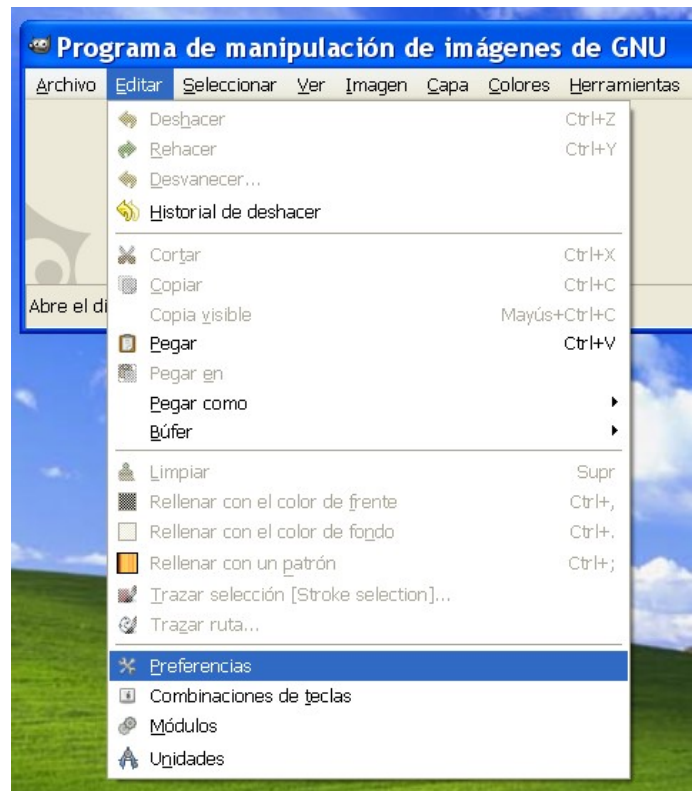 Programa de manipulación de imágenes de GNU
Archivo Editar Seleccionar Ver Imagen Capa Colores Herramientas
Deshacer Ctrl+Z
Rehacer Ctrl+Y
Desvanecer...
Historial de deshacer
Cortar Ctrl+X
Copiar Ctrl+C
Abre el di
Copia visible Mayús+Ctrl+C
Pegar Ctrl+V
Pegar en
Pegar como
Búfer
Limpiar Supr
Rellenar con el color de frente Ctrl+,
Rellenar con el color de fondo Ctrl+.
Rellenar con un patrón Ctrl+;
Trazar selección [Stroke selection]...
Trazar ruta...
Preferencias
Combinaciones de teclas
Módulos
Unidades